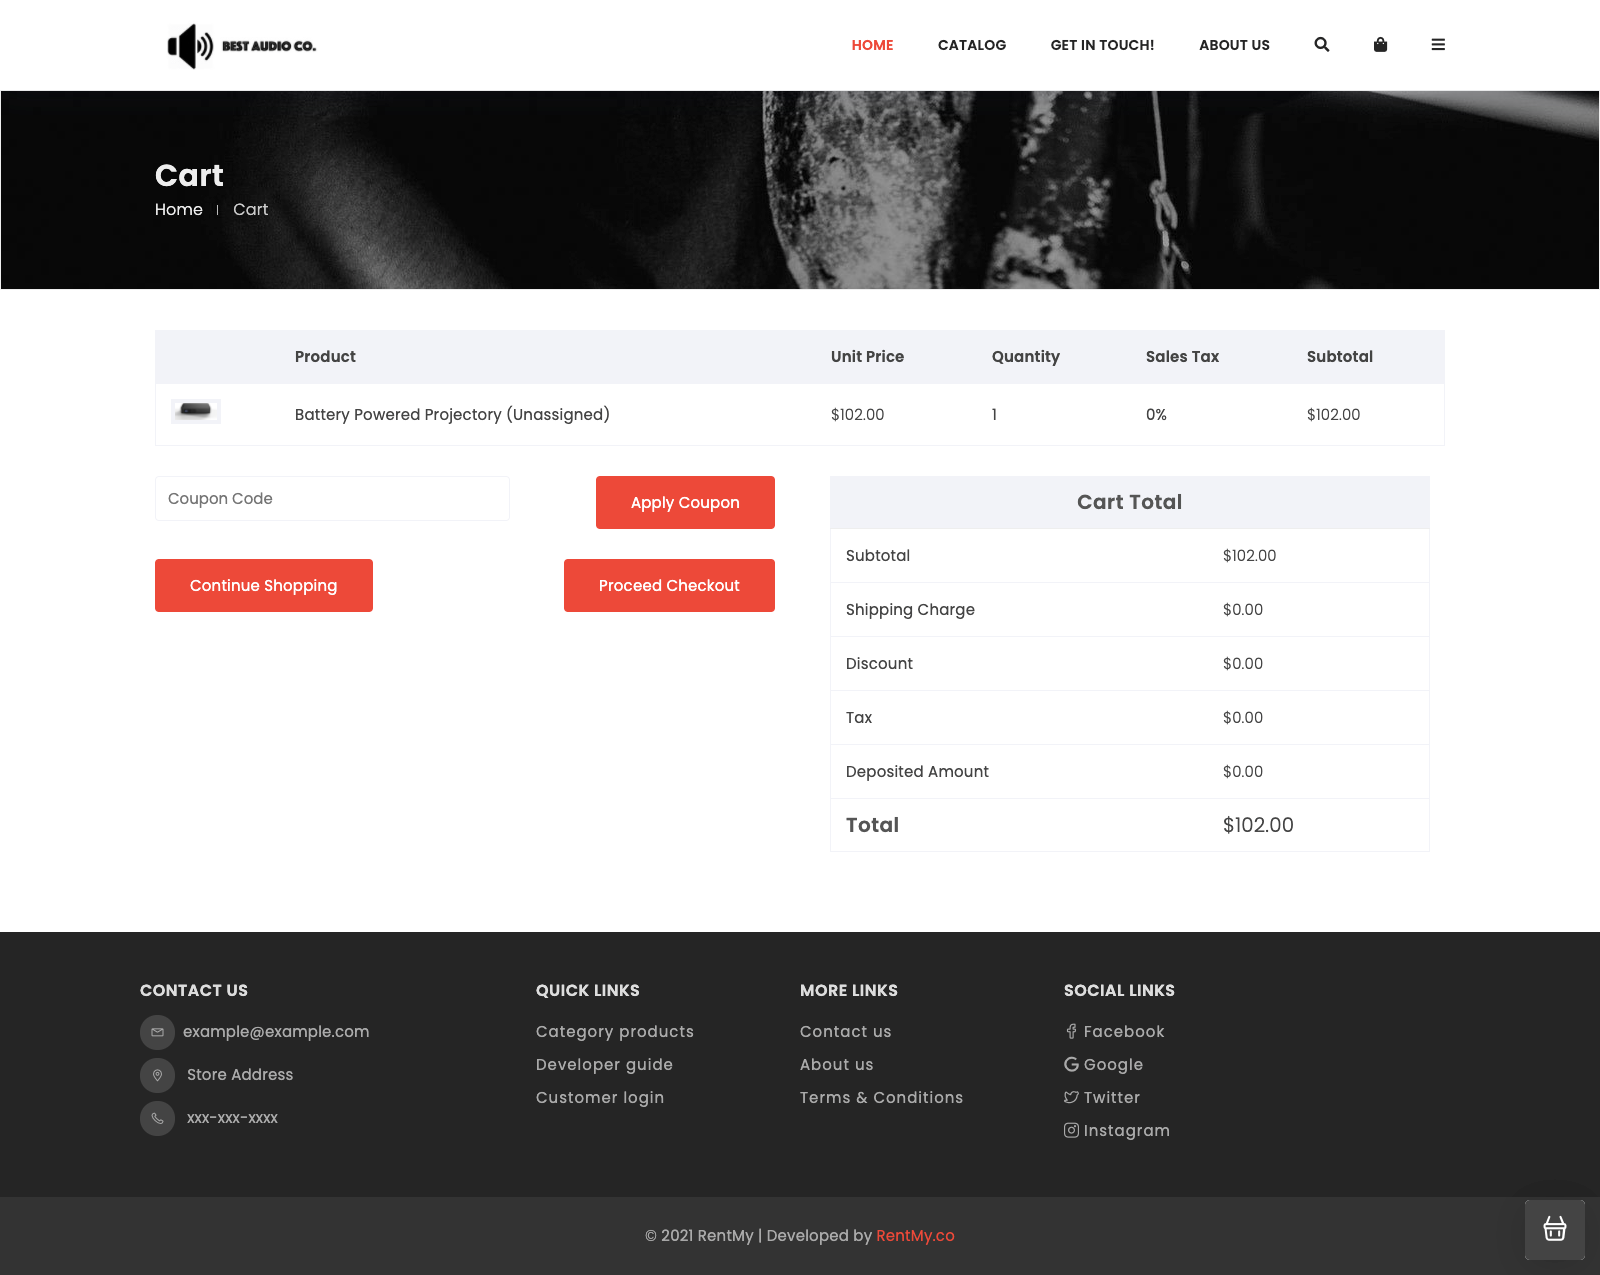 BEST AUDIO CO.
HOME CATALOG GET IN TOUCH! ABOUT US
Cart
Home | Cart
Product Unit Price Quantity Sales Tax Subtotal
Battery Powered Projectory (Unassigned) $102.00 1 0% $102.00
Coupon Code
Apply Coupon
Continue Shopping
Proceed Checkout
Cart Total
Subtotal $102.00
Shipping Charge $0.00
Discount $0.00
Tax $0.00
Deposited Amount $0.00
Total $102.00
CONTACT US
example@example.com
Store Address
xxx-xxx-xxxx
QUICK LINKS
Category products
Developer guide
Customer login
MORE LINKS
Contact us
About us
Terms & Conditions
SOCIAL LINKS
Facebook
Google
Twitter
Instagram
© 2021 RentMy | Developed by RentMy.co